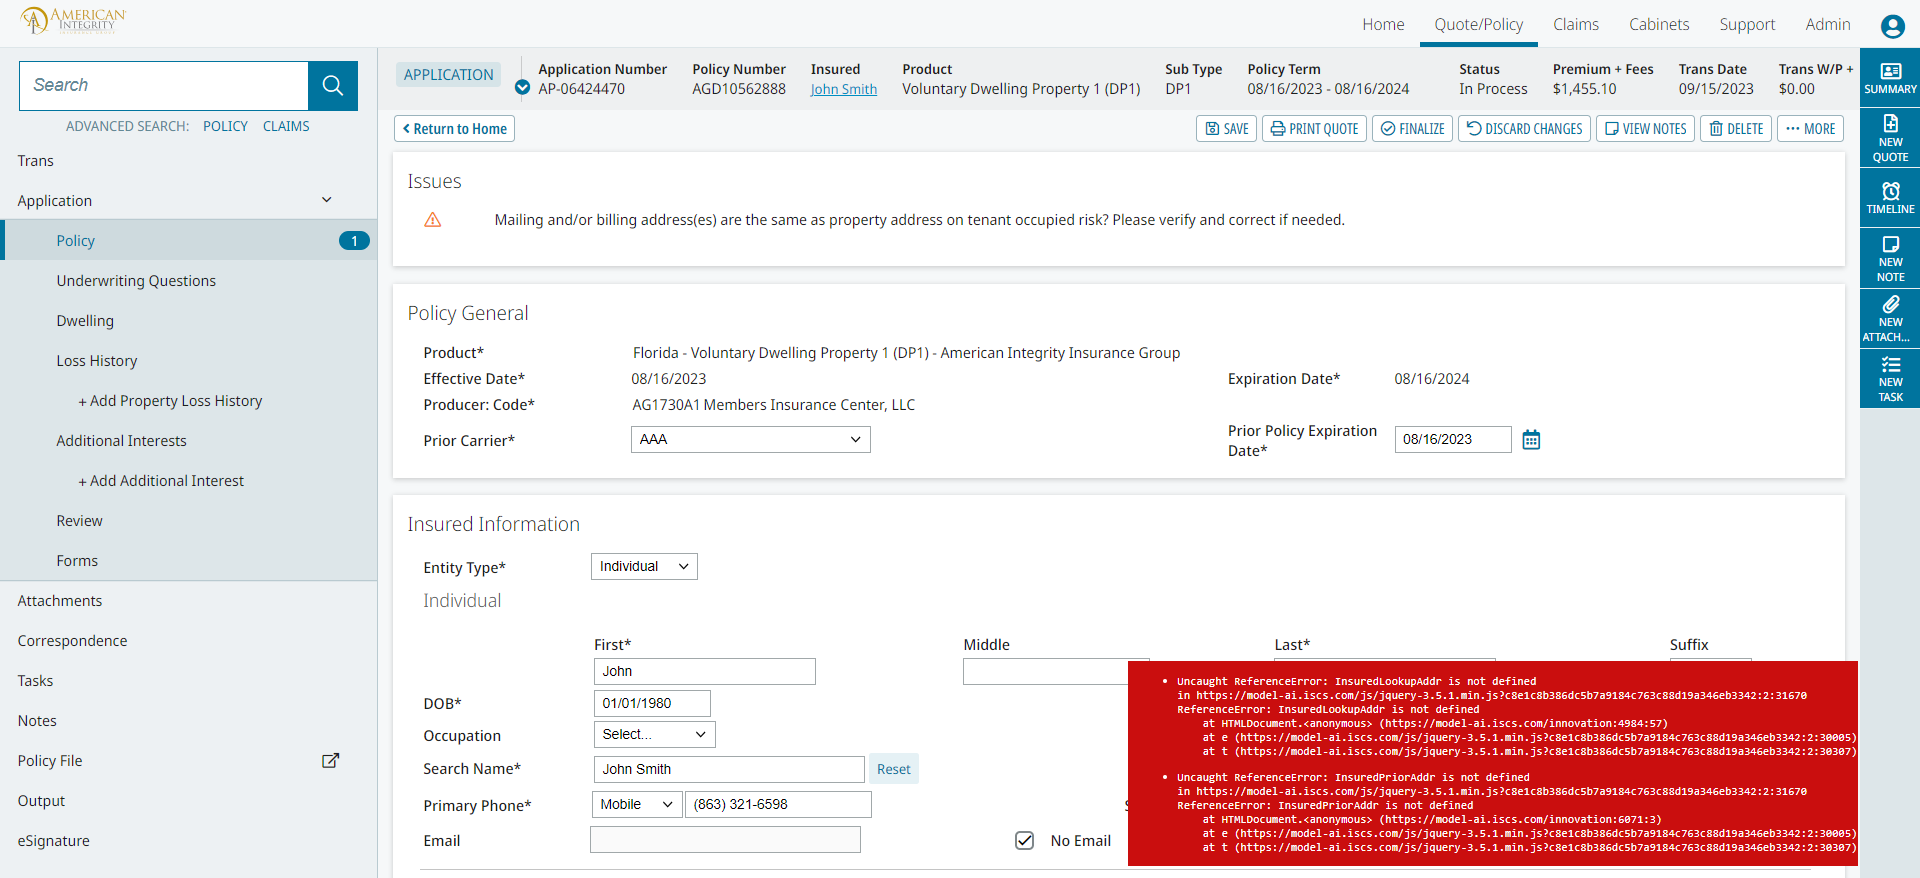 AMERICAN
INTEGRITY
INSURANCE GROUP
Home
Quote/Policy
Claims
Cabinets
Support
Admin
Search
ADVANCED SEARCH: POLICY CLAIMS
Trans
Application
Policy 1
Underwriting Questions
Dwelling
Loss History
+ Add Property Loss History
Additional Interests
+ Add Additional Interest
Review
Forms
Attachments
Correspondence
Tasks
Notes
Policy File
Output
eSignature
APPLICATION
Application Number
AP-06424470
Policy Number
AGD10562888
Insured
John Smith
Product
Voluntary Dwelling Property 1 (DP1)
Sub Type
DP1
Policy Term
08/16/2023 - 08/16/2024
Status
In Process
Premium + Fees
$1,455.10
Trans Date
09/15/2023
Trans W/P +
$0.00
Return to Home
SAVE
PRINT QUOTE
FINALIZE
DISCARD CHANGES
VIEW NOTES
DELETE
MORE
Issues
Mailing and/or billing address(es) are the same as property address on tenant occupied risk? Please verify and correct if needed.
Policy General
Product* Florida - Voluntary Dwelling Property 1 (DP1) - American Integrity Insurance Group
Effective Date* 08/16/2023 Expiration Date* 08/16/2024
Producer: Code* AG1730A1 Members Insurance Center, LLC
Prior Carrier* AAA
Prior Policy Expiration
Date*
08/16/2023
Insured Information
Entity Type* Individual
Individual
First* Middle Last* Suffix
John
DOB* 01/01/1980
Occupation Select...
Search Name* John Smith Reset
Primary Phone* Mobile (863) 321-6598
Email No Email
• Uncaught ReferenceError: InsuredLookupAddr is not defined
in https://model-ai.iscs.com/js/jquery-3.5.1.min.js?c8e1c8b386dc5b7a9184c763c88d19a346eb3342:2:31670
ReferenceError: InsuredLookupAddr is not defined
at HTMLDocument.<anonymous> (https://model-ai.iscs.com/innovation:4984:57)
at e (https://model-ai.iscs.com/js/jquery-3.5.1.min.js?c8e1c8b386dc5b7a9184c763c88d19a346eb3342:2:30005)
at t (https://model-ai.iscs.com/js/jquery-3.5.1.min.js?c8e1c8b386dc5b7a9184c763c88d19a346eb3342:2:30307)
• Uncaught ReferenceError: InsuredPriorAddr is not defined
in https://model-ai.iscs.com/js/jquery-3.5.1.min.js?c8e1c8b386dc5b7a9184c763c88d19a346eb3342:2:31670
ReferenceError: InsuredPriorAddr is not defined
at HTMLDocument.<anonymous> (https://model-ai.iscs.com/innovation:6071:3)
at e (https://model-ai.iscs.com/js/jquery-3.5.1.min.js?c8e1c8b386dc5b7a9184c763c88d19a346eb3342:2:30005)
at t (https://model-ai.iscs.com/js/jquery-3.5.1.min.js?c8e1c8b386dc5b7a9184c763c88d19a346eb3342:2:30307)
SUMMARY
NEW
QUOTE
TIMELINE
NEW
NOTE
NEW
ATTACH...
NEW
TASK